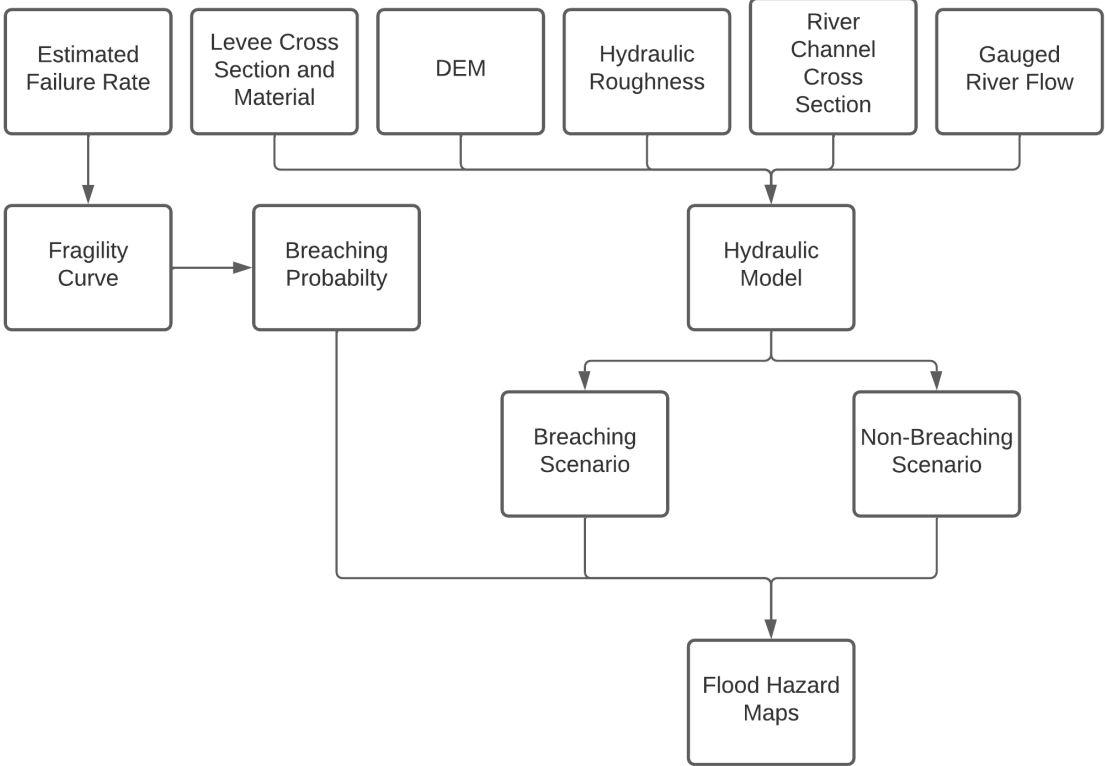 Estimated
Failure Rate
Levee Cross
Section and
Material
DEM
Hydraulic
Roughness
River
Channel
Cross
Section
Gauged
River Flow
Fragility
Curve
Breaching
Probabilty
Hydraulic
Model
Breaching
Scenario
Non-Breaching
Scenario
Flood Hazard
Maps